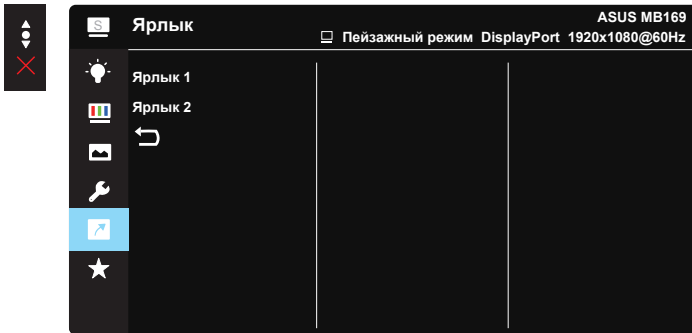 S
Ярлык
ASUS MB169
Пейзажный режим DisplayPort 1920x1080@60Hz
Ярлык 1
Ярлык 2